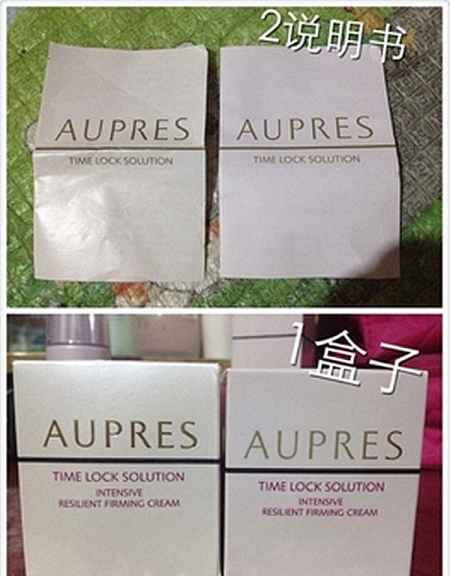 2说明书
AUPRES
TIME LOCK SOLUTION
AUPRES
TIME LOCK SOLUTION
1盒子
AUPRES
TIME LOCK SOLUTION
INTENSIVE
RESILIENT FIRMING CREAM
AUPRES
TIME LOCK SOLUTION
INTENSIVE
RESILIENT FIRMING CREAM